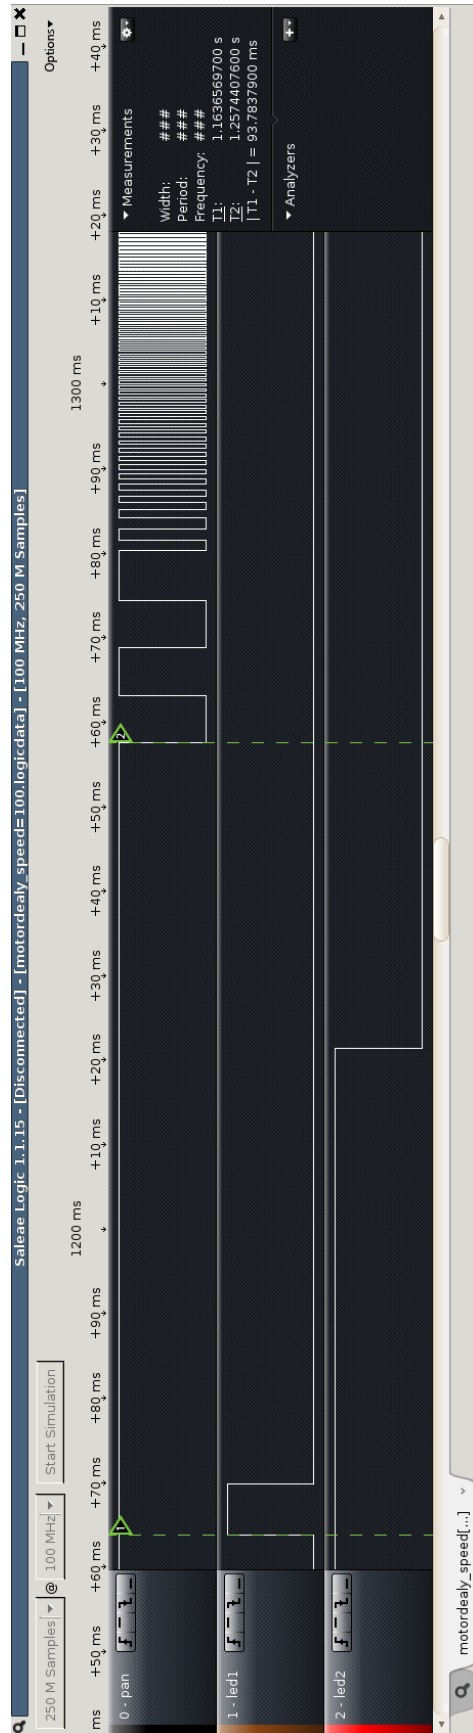 Saleae Logic 1.1.15 - [Disconnected] - [motordealy_speed=100.logicdata] - [100 MHz, 250 M Samples]
250 M Samples @ 100 MHz Start Simulation Options
1200 ms 1300 ms
ms +50 ms +60 ms +70 ms +80 ms +90 ms +10 ms +20 ms +30 ms +40 ms +50 ms +60 ms +70 ms +80 ms +90 ms +10 ms +20 ms +30 ms +40 ms
0 - pan
1 - led1
2 - led2
1
2
Measurements
Width: ###
Period: ###
Frequency: ###
T1: 1.1636569700 s
T2: 1.2574407600 s
| T1 - T2 | = 93.7837900 ms
Analyzers
motordealy_speed[...]